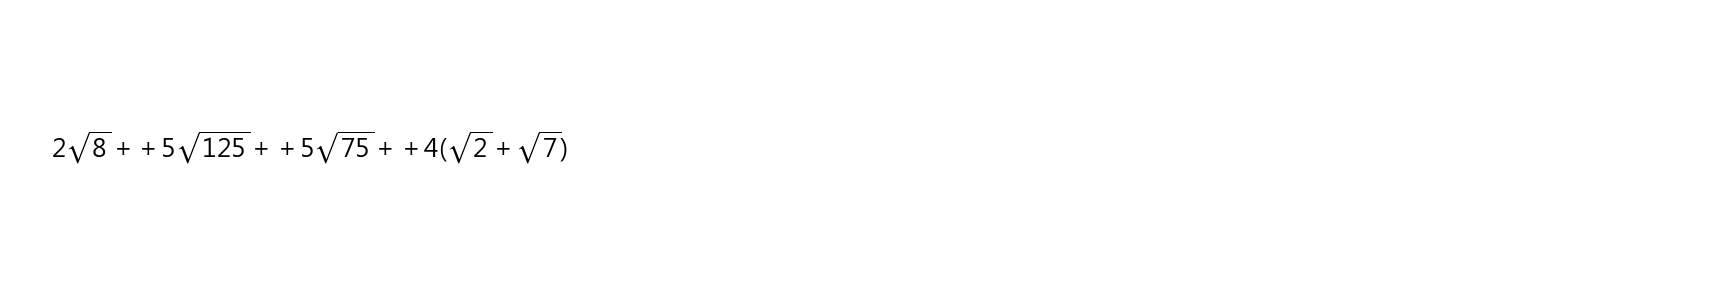 2√8 + +5√125 + +5√75 + +4(√2 + √7)